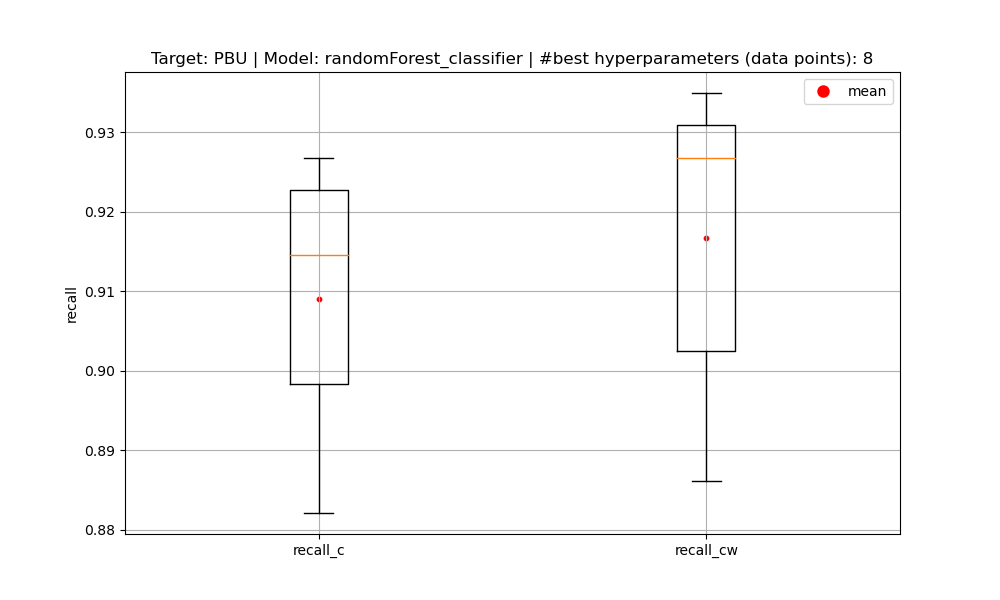 Target: PBU | Model: randomForest_classifier | #best hyperparameters (data points): 8
mean
0.93
0.92
0.91
0.90
0.89
0.88
recall
recall_c
recall_cw